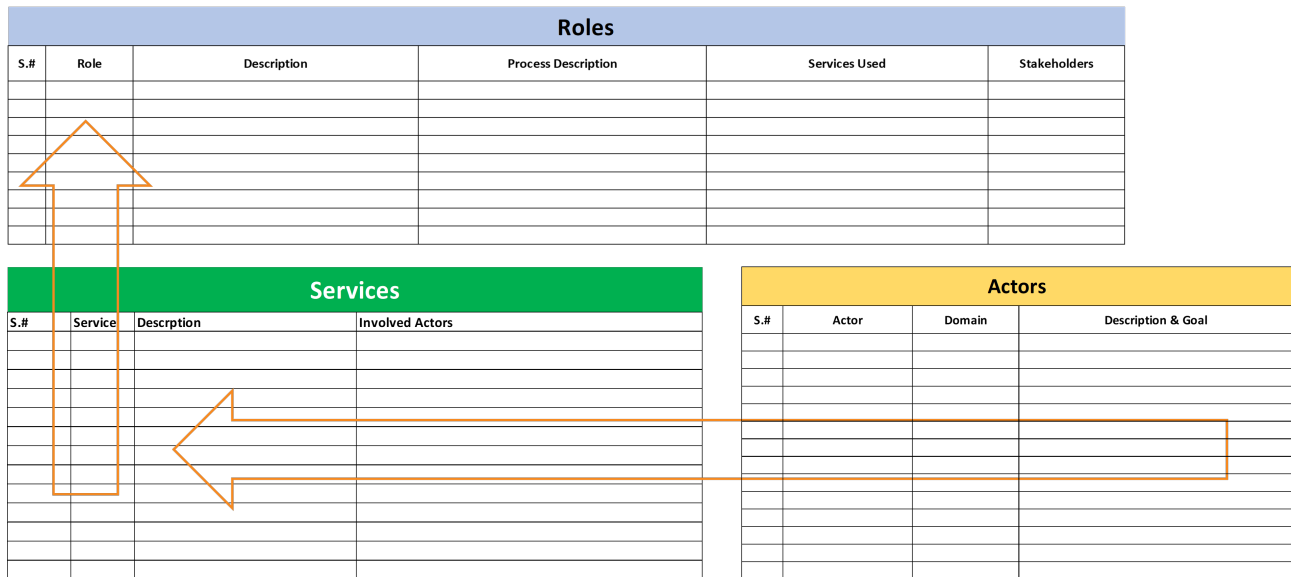 Roles
S.# Role Description Process Description Services Used Stakeholders
Services
S.# Service Descrption Involved Actors
Actors
S.# Actor Domain Description & Goal